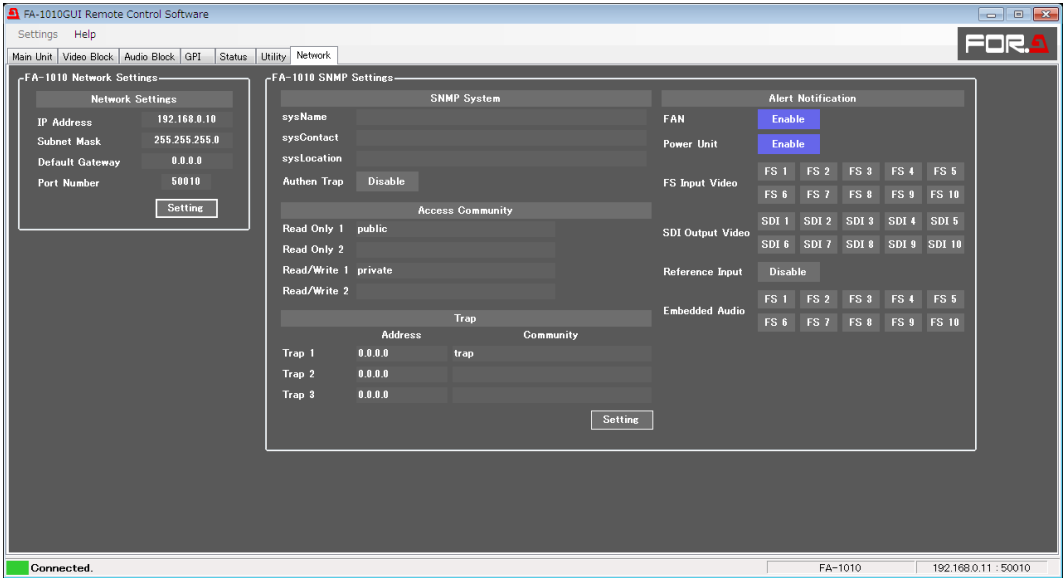 FA-1010GUI Remote Control Software
Settings Help
FOR.A
Main Unit Video Block Audio Block GPI Status Utility Network
FA-1010 Network Settings
Network Settings
IP Address 192.168.0.10
Subnet Mask 255.255.255.0
Default Gateway 0.0.0.0
Port Number 50010
Setting
FA-1010 SNMP Settings
SNMP System
sysName
sysContact
sysLocation
Authen Trap Disable
Access Community
Read Only 1 public
Read Only 2
Read/Write 1 private
Read/Write 2
Trap
Address Community
Trap 1 0.0.0.0 trap
Trap 2 0.0.0.0
Trap 3 0.0.0.0
Setting
Alert Notification
FAN Enable
Power Unit Enable
FS Input Video
FS 1 FS 2 FS 3 FS 4 FS 5
FS 6 FS 7 FS 8 FS 9 FS 10
SDI Output Video
SDI 1 SDI 2 SDI 3 SDI 4 SDI 5
SDI 6 SDI 7 SDI 8 SDI 9 SDI 10
Reference Input Disable
Embedded Audio
FS 1 FS 2 FS 3 FS 4 FS 5
FS 6 FS 7 FS 8 FS 9 FS 10
Connected. FA-1010 192.168.0.11 : 50010